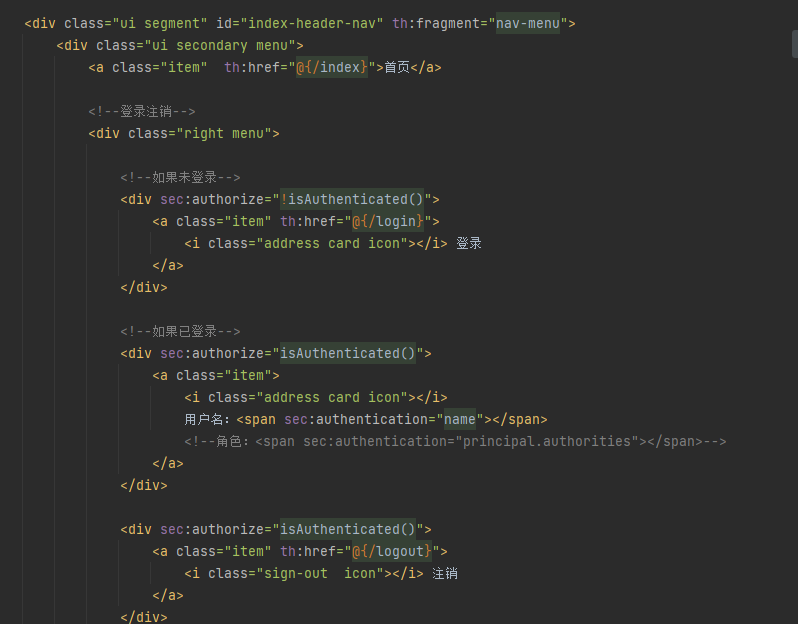 <div class="ui segment" id="index-header-nav" th:fragment="nav-menu">
<div class="ui secondary menu">
<a class="item"  th:href="@{/index}">首页</a>
<!--登录注销-->
<div class="right menu">
<!--如果未登录-->
<div sec:authorize="!isAuthenticated()">
<a class="item" th:href="@{/login}">
<i class="address card icon"></i> 登录
</a>
</div>
<!--如果已登录-->
<div sec:authorize="isAuthenticated()">
<a class="item">
<i class="address card icon"></i>
用户名：<span sec:authentication="name"></span>
<!--角色：<span sec:authentication="principal.authorities"></span>-->
</a>
</div>
<div sec:authorize="isAuthenticated()">
<a class="item" th:href="@{/logout}">
<i class="sign-out  icon"></i> 注销
</a>
</div>